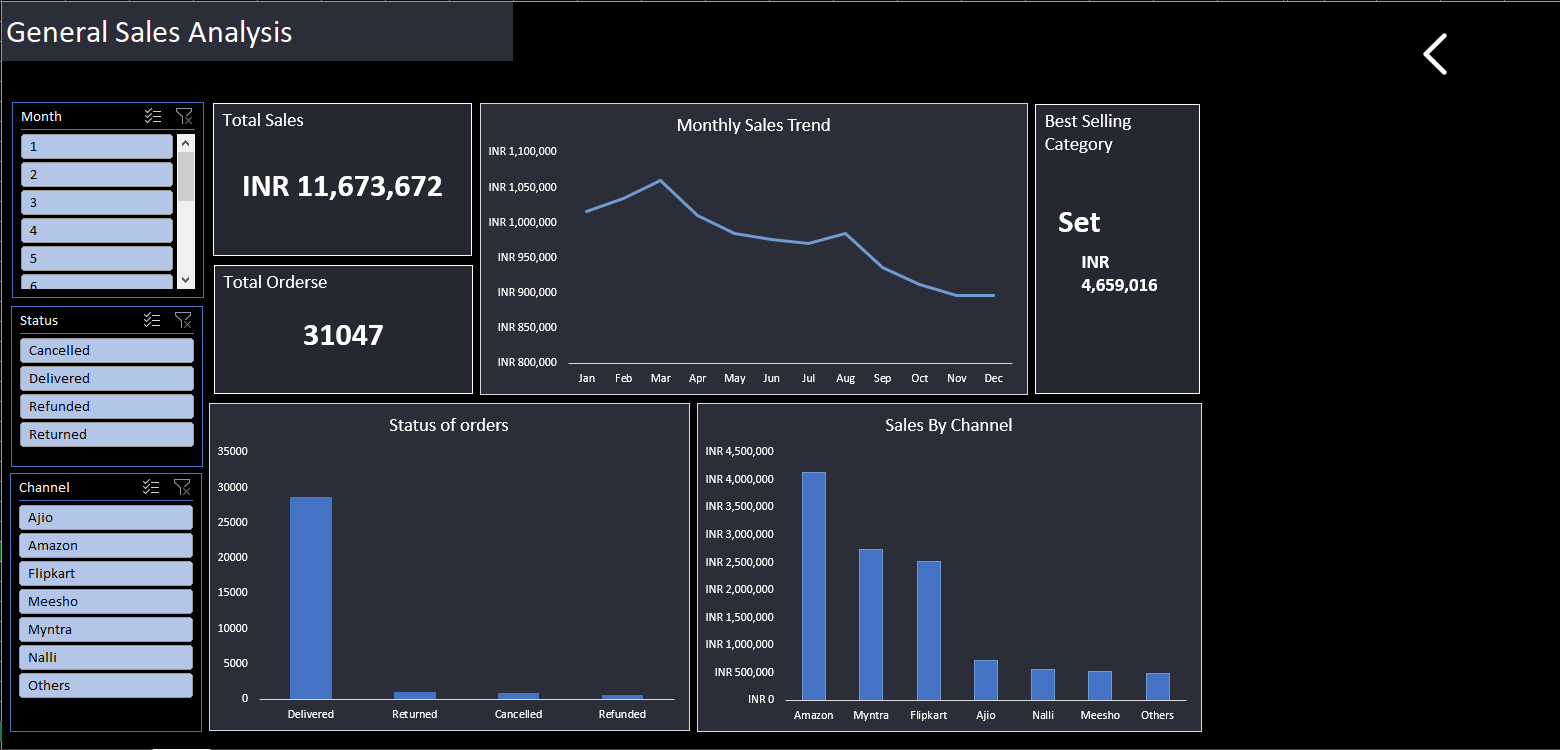 General Sales Analysis
Month
1
2
3
4
5
6
Status
Cancelled
Delivered
Refunded
Returned
Channel
Ajio
Amazon
Flipkart
Meesho
Myntra
Nalli
Others
Total Sales
INR 11,673,672
Total Orderse
31047
Monthly Sales Trend
INR 1,100,000
INR 1,050,000
INR 1,000,000
INR 950,000
INR 900,000
INR 850,000
INR 800,000
Jan Feb Mar Apr May Jun Jul Aug Sep Oct Nov Dec
Best Selling
Category
Set
INR
4,659,016
Status of orders
35000
30000
25000
20000
15000
10000
5000
0
Delivered Returned Cancelled Refunded
Sales By Channel
INR 4,500,000
INR 4,000,000
INR 3,500,000
INR 3,000,000
INR 2,500,000
INR 2,000,000
INR 1,500,000
INR 1,000,000
INR 500,000
INR 0
Amazon Myntra Flipkart Ajio Nalli Meesho Others